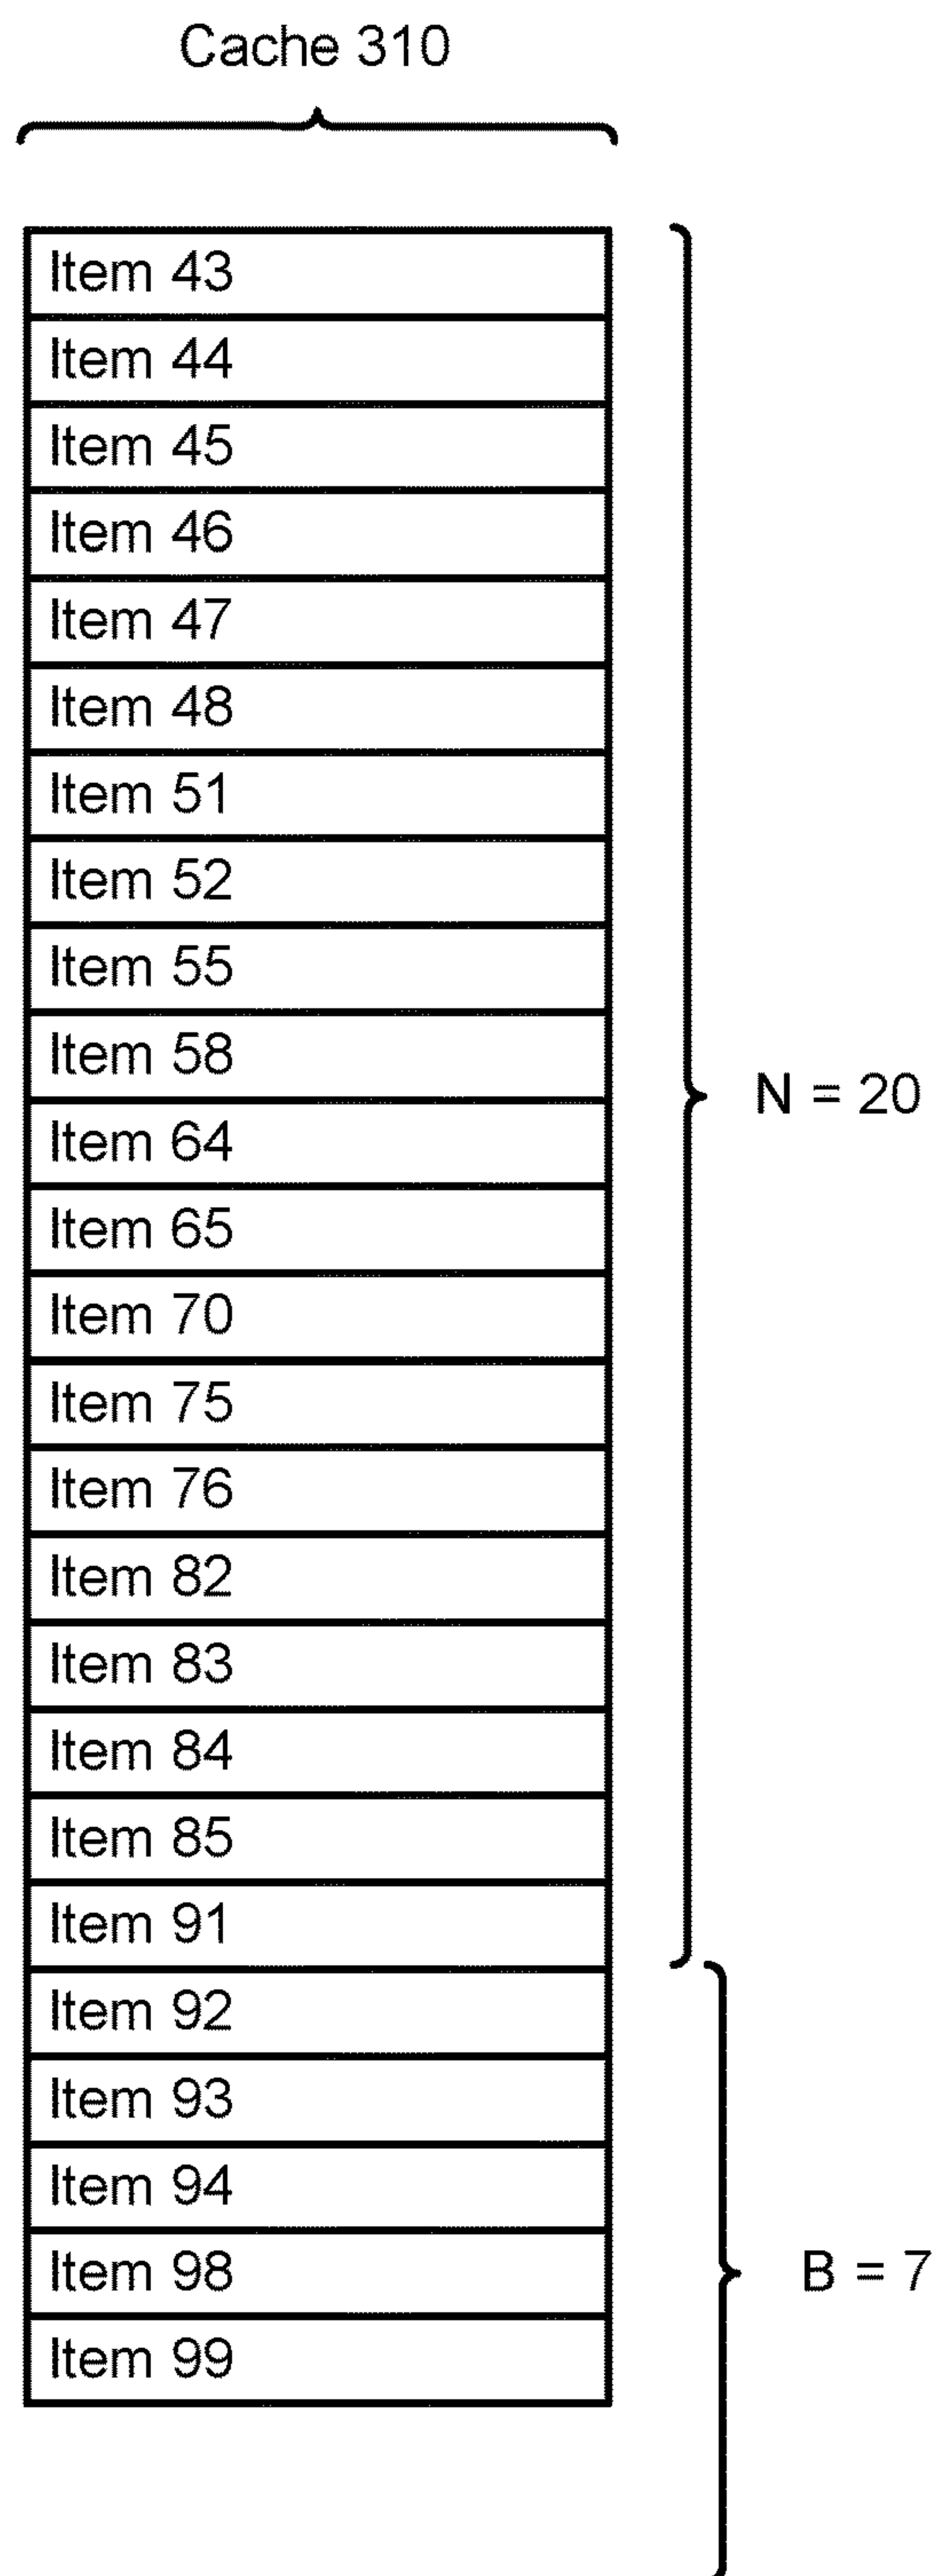 Cache 310
Item 43
Item 44
Item 45
Item 46
Item 47
Item 48
Item 51
Item 52
Item 55
Item 58
N = 20
Item 64
Item 65
Item 70
Item 75
Item 76
Item 82
Item 83
Item 84
Item 85
Item 91
Item 92
Item 93
Item 94
Item 98
B = 7
Item 99